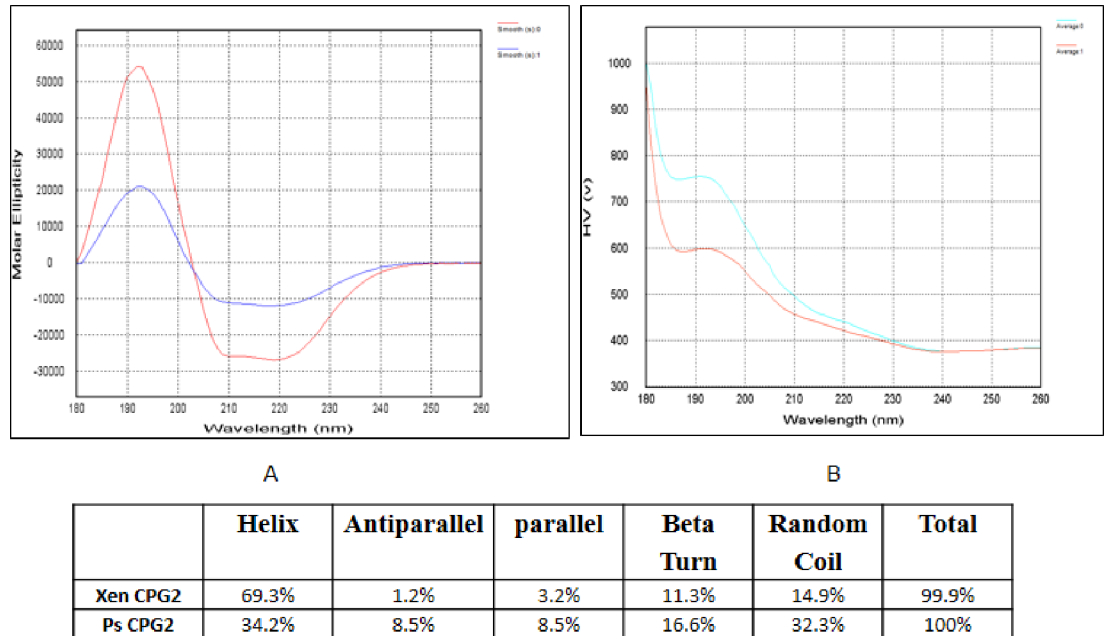 Smooth (s):0
Smooth (s):1
60000
50000
40000
30000
20000
10000
0
-10000
-20000
-30000
Molar Ellipticity
180 190 200 210 220 230 240 250 260
Wavelength (nm)
Average:0
Average:1
1000
900
800
700
600
500
400
300
HV (v)
180 190 200 210 220 230 240 250 260
Wavelength (nm)
A
B
Helix Antiparallel parallel Beta Turn Random Coil Total
Xen CPG2 69.3% 1.2% 3.2% 11.3% 14.9% 99.9%
Ps CPG2 34.2% 8.5% 8.5% 16.6% 32.3% 100%